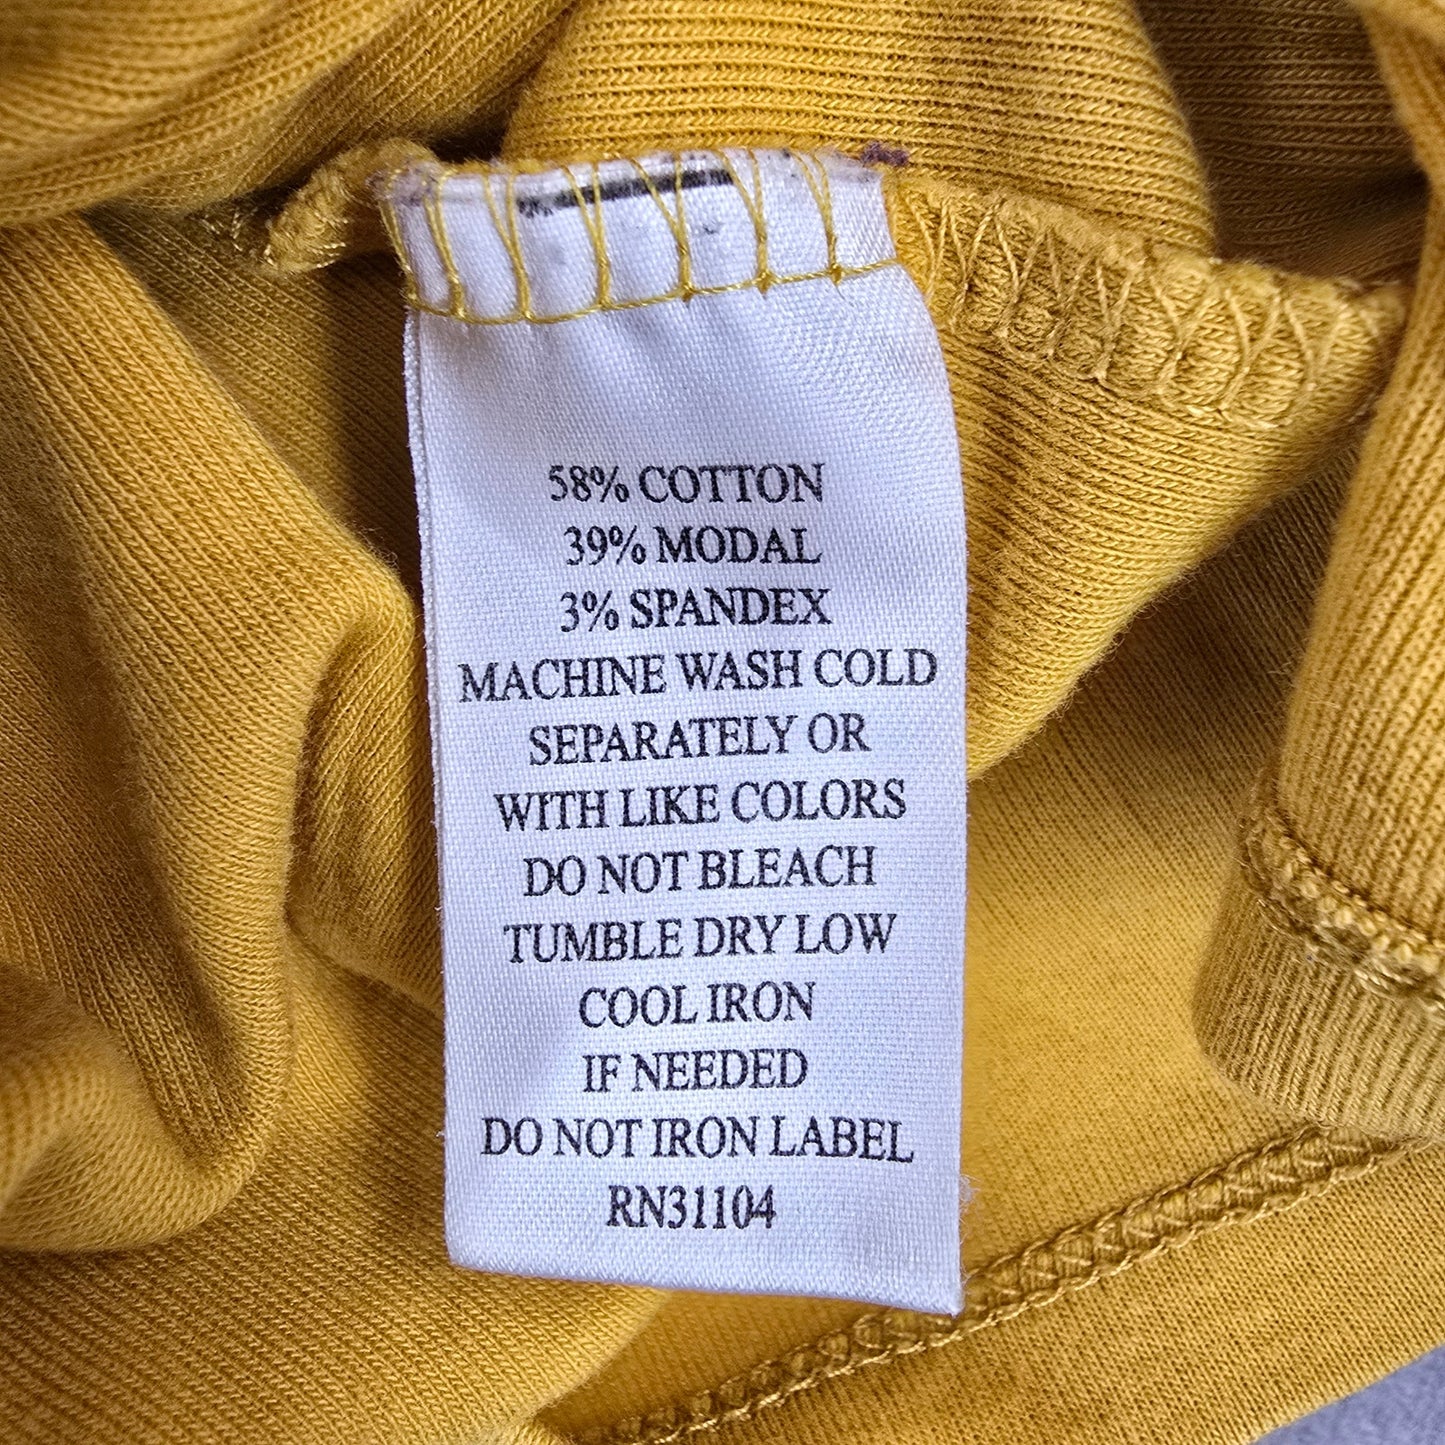 58% COTTON
39% MODAL
3% SPANDEX
MACHINE WASH COLD
SEPARATELY OR
WITH LIKE COLORS
DO NOT BLEACH
TUMBLE DRY LOW
COOL IRON
IF NEEDED
DO NOT IRON LABEL
RN31104